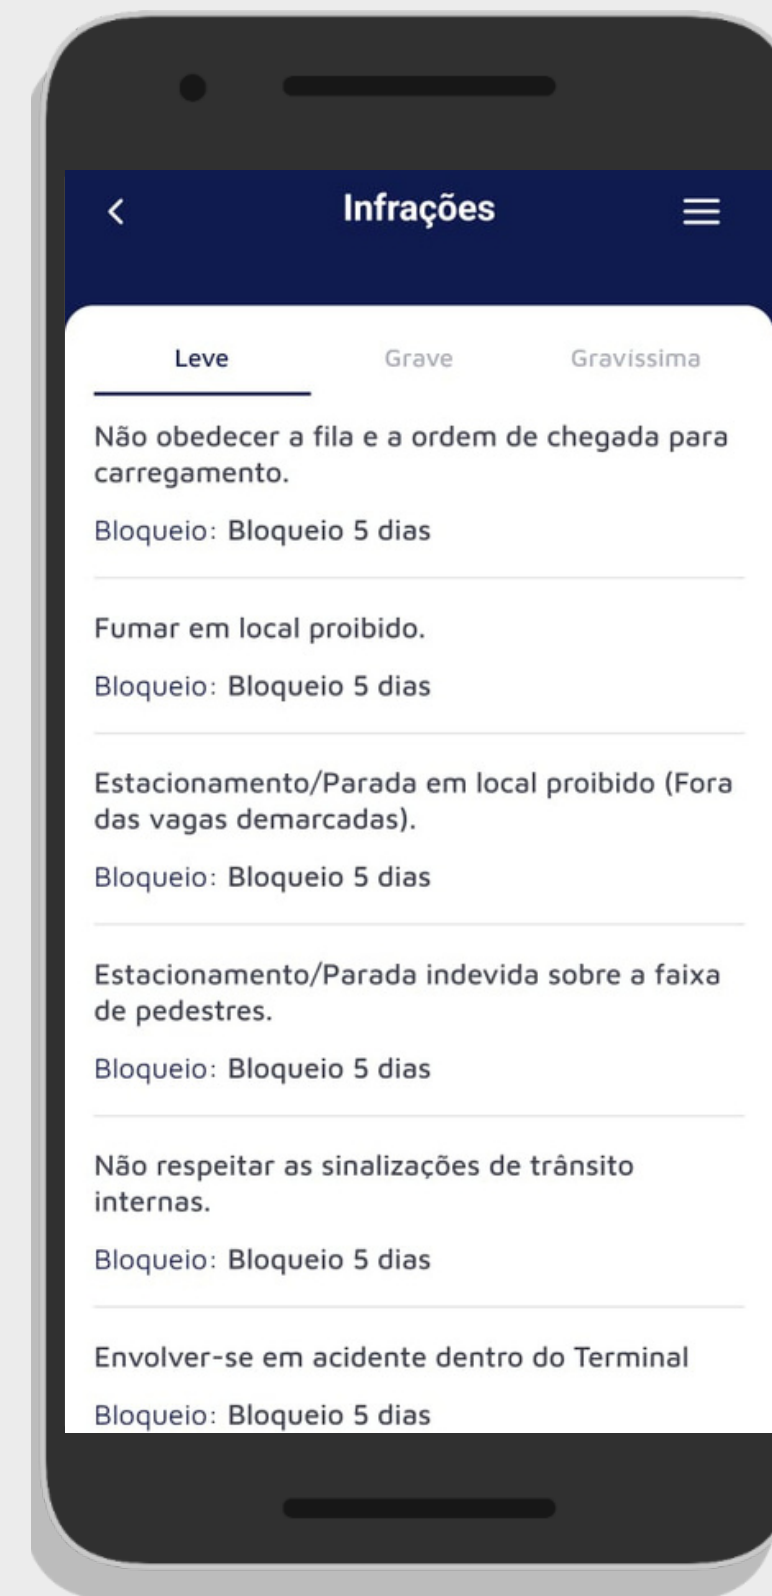 Infrações
Leve Grave Gravíssima
Não obedecer a fila e a ordem de chegada para
carregamento.
Bloqueio: Bloqueio 5 dias
Fumar em local proibido.
Bloqueio: Bloqueio 5 dias
Estacionamento/Parada em local proibido (Fora
das vagas demarcadas).
Bloqueio: Bloqueio 5 dias
Estacionamento/Parada indevida sobre a faixa
de pedestres.
Bloqueio: Bloqueio 5 dias
Não respeitar as sinalizações de trânsito
internas.
Bloqueio: Bloqueio 5 dias
Envolver-se em acidente dentro do Terminal
Bloqueio: Bloqueio 5 dias